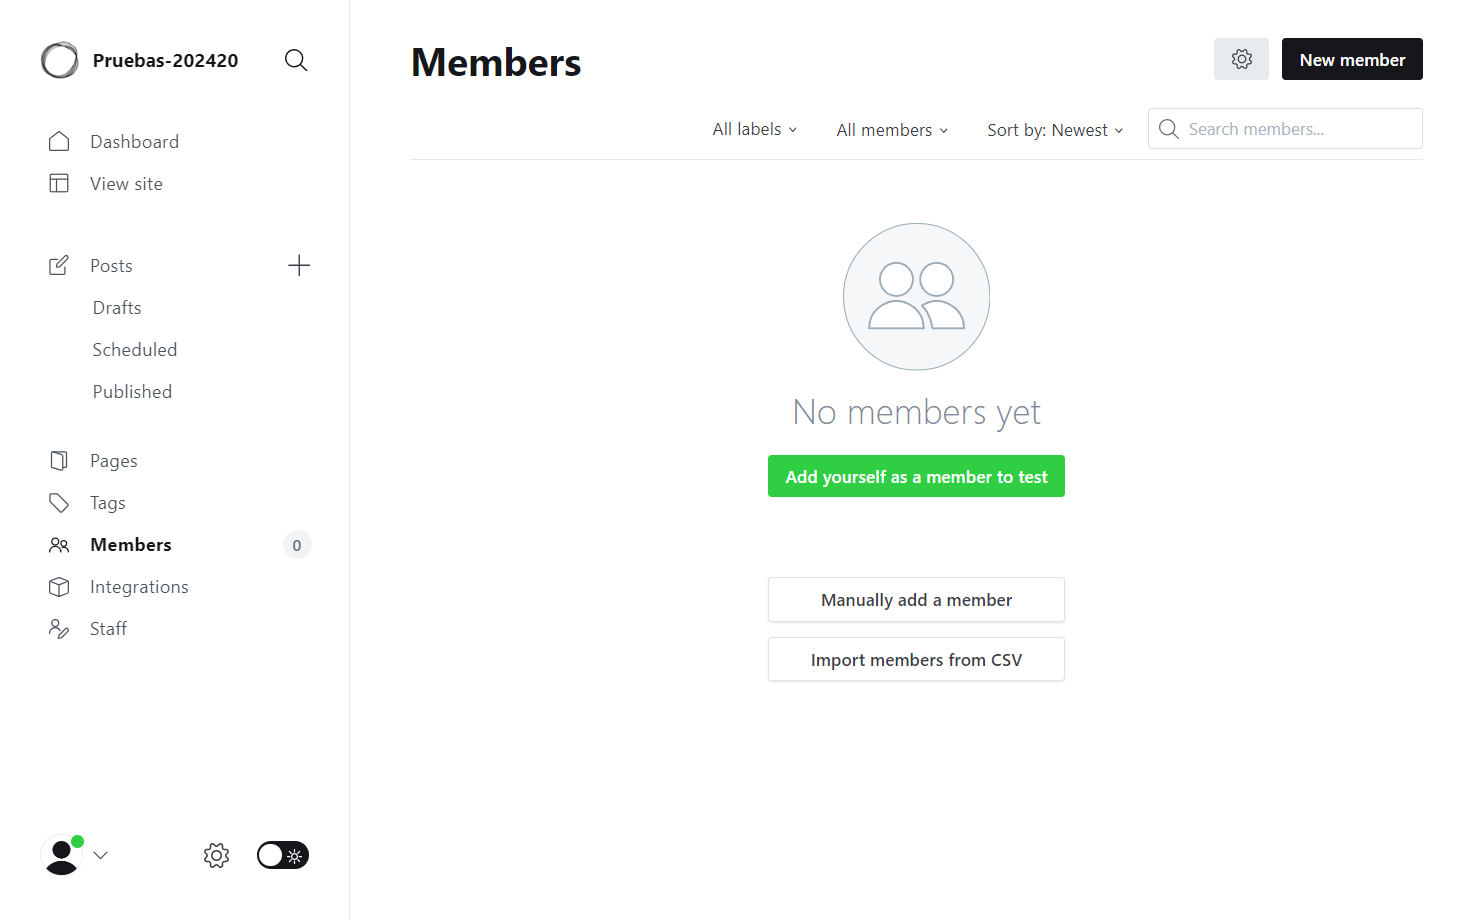 Pruebas-202420
Dashboard
View site
Posts
Drafts
Scheduled
Published
Pages
Tags
Members
0
Integrations
Staff
Members
New member
All labels
All members
Sort by: Newest
Search members...
No members yet
Add yourself as a member to test
Manually add a member
Import members from CSV